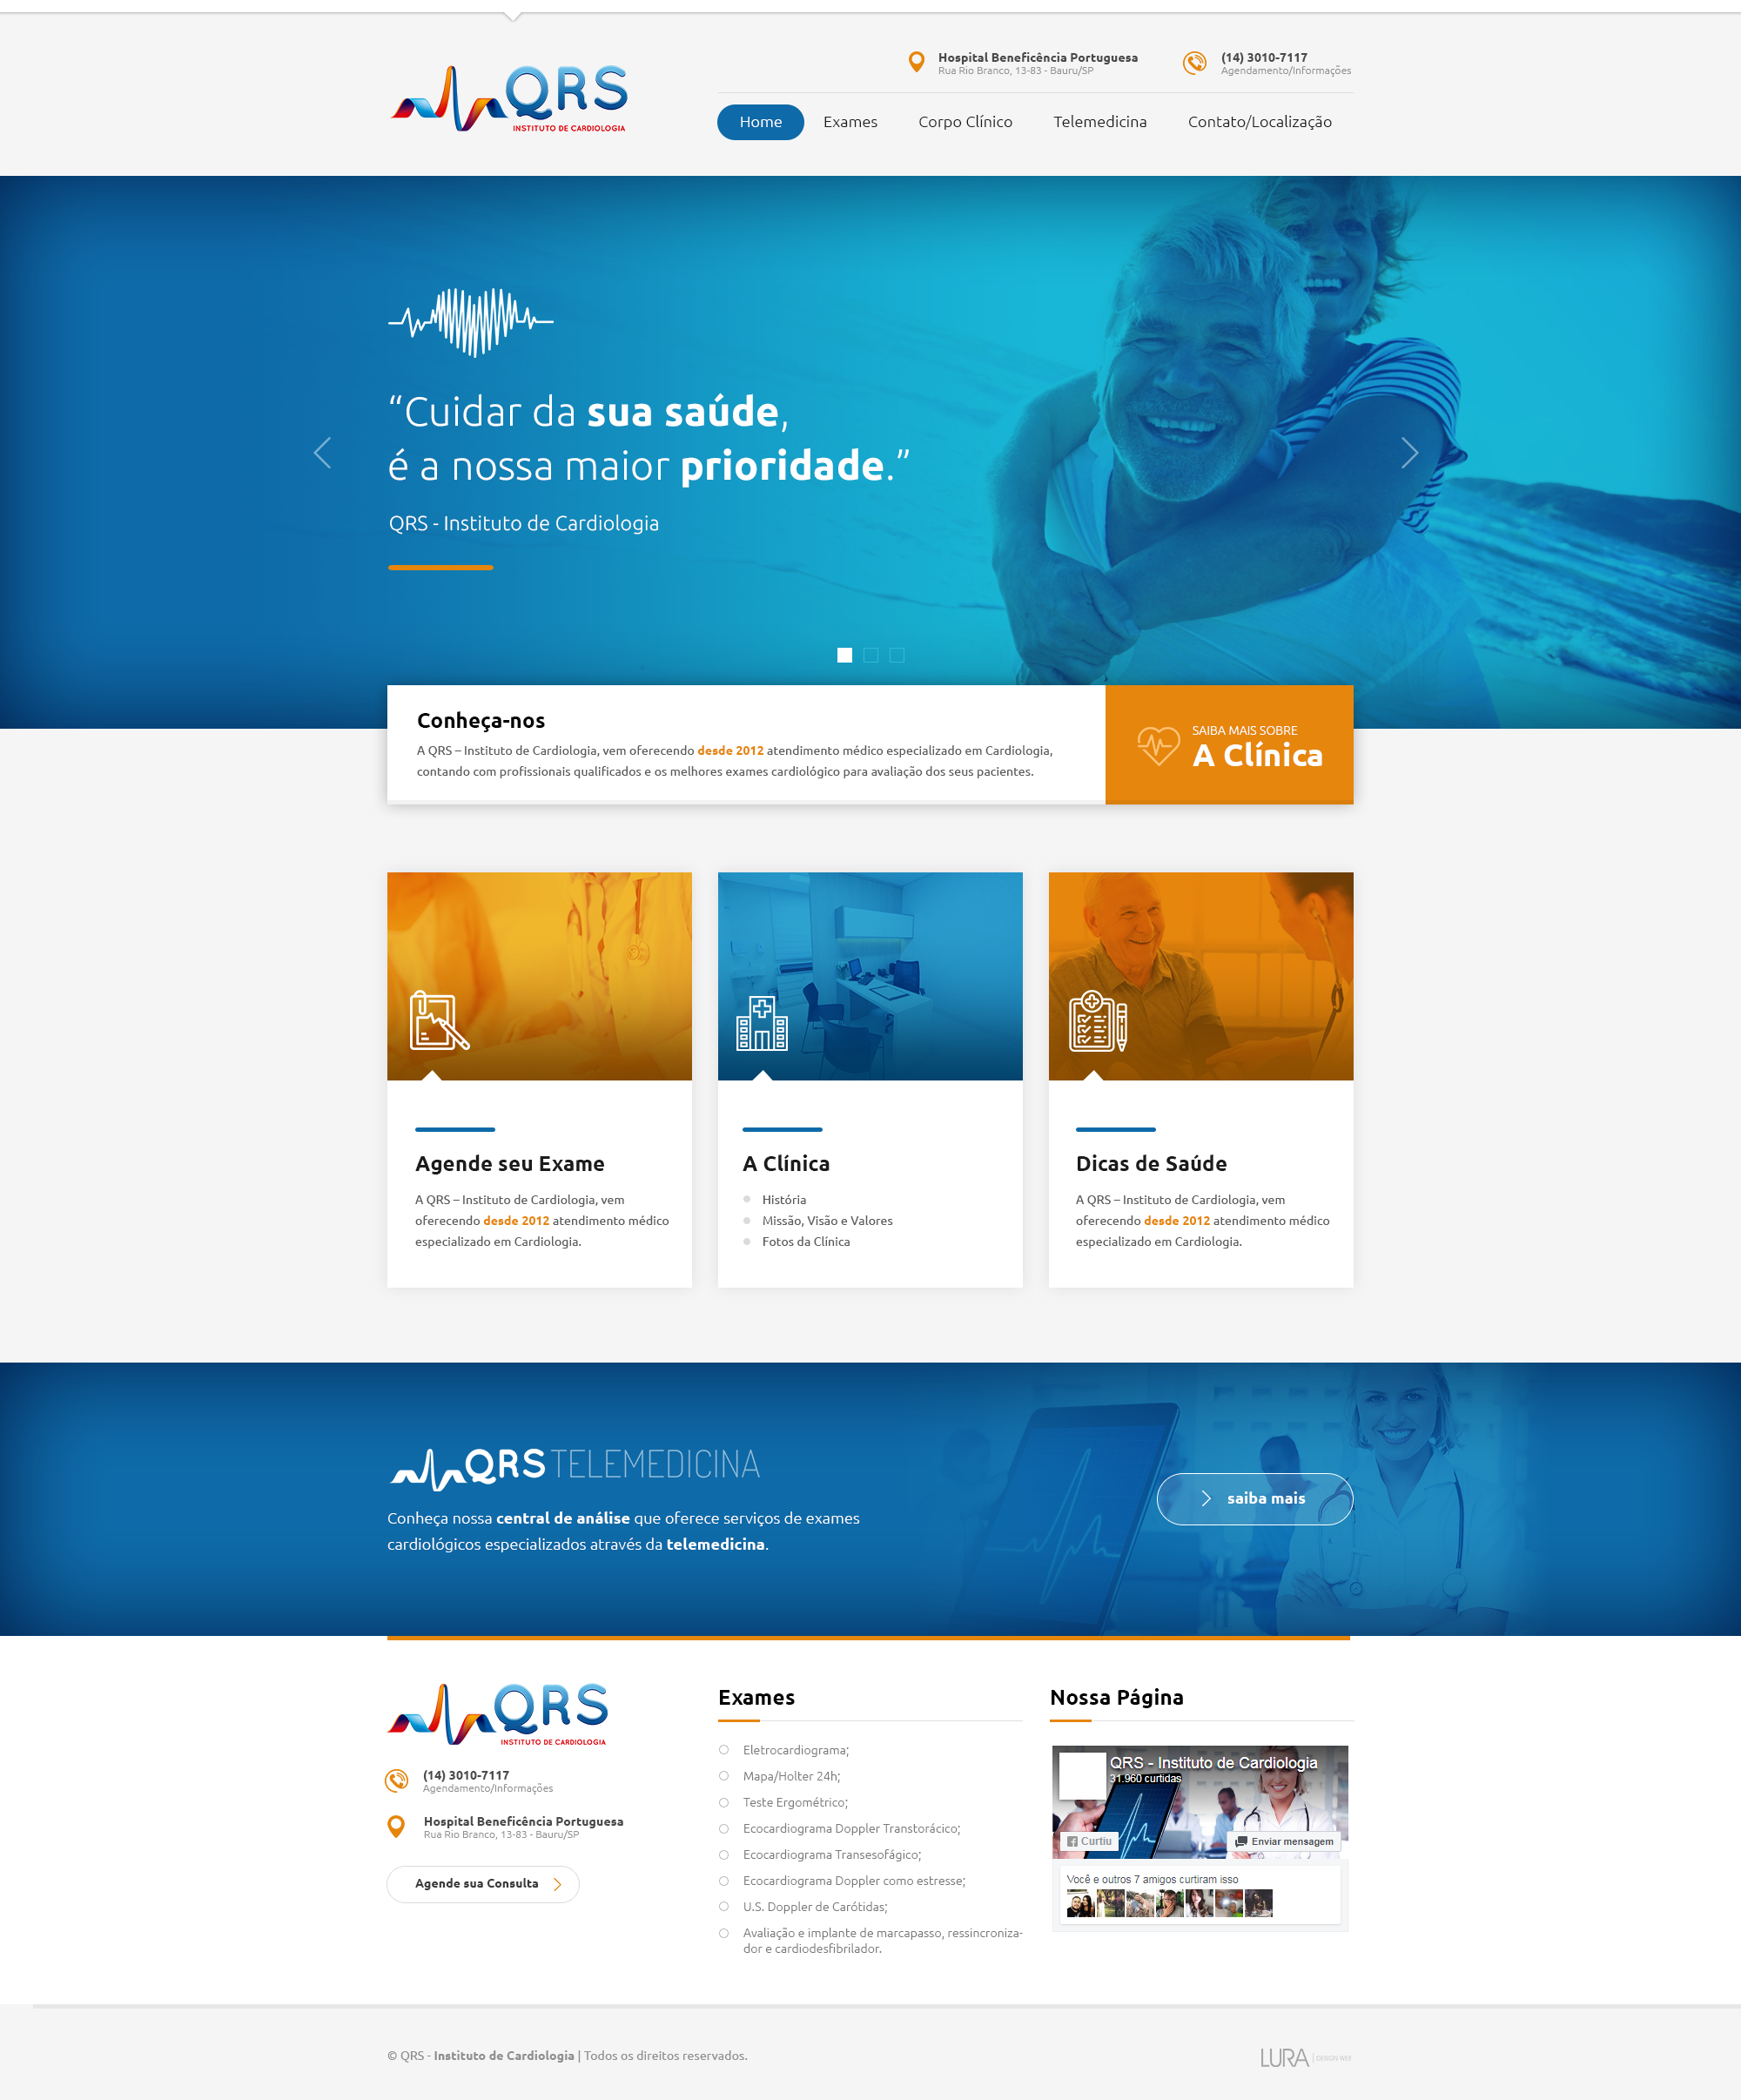 QRS
INSTITUTO DE CARDIOLOGIA
Hospital Beneficência Portuguesa
Rua Rio Branco, 13-83 - Bauru/SP
(14) 3010-7117
Agendamento/Informações
Home
Exames
Corpo Clínico
Telemedicina
Contato/Localização
“Cuidar da sua saúde,
é a nossa maior prioridade.”
QRS - Instituto de Cardiologia
Conheça-nos
A QRS – Instituto de Cardiologia, vem oferecendo desde 2012 atendimento médico especializado em Cardiologia,
contando com profissionais qualificados e os melhores exames cardiológico para avaliação dos seus pacientes.
SAIBA MAIS SOBRE
A Clínica
Agende seu Exame
A QRS – Instituto de Cardiologia, vem
oferecendo desde 2012 atendimento médico
especializado em Cardiologia.
A Clínica
História
Missão, Visão e Valores
Fotos da Clínica
Dicas de Saúde
A QRS – Instituto de Cardiologia, vem
oferecendo desde 2012 atendimento médico
especializado em Cardiologia.
QRS TELEMEDICINA
Conheça nossa central de análise que oferece serviços de exames
cardiológicos especializados através da telemedicina.
saiba mais
QRS
INSTITUTO DE CARDIOLOGIA
(14) 3010-7117
Agendamento/Informações
Hospital Beneficência Portuguesa
Rua Rio Branco, 13-83 - Bauru/SP
Agende sua Consulta
Exames
Eletrocardiograma;
Mapa/Holter 24h;
Teste Ergométrico;
Ecocardiograma Doppler Transtorácico;
Ecocardiograma Transesofágico;
Ecocardiograma Doppler como estresse;
U.S. Doppler de Carótidas;
Avaliação e implante de marcapasso, ressincroniza-
dor e cardiodesfibrilador.
Nossa Página
QRS - Instituto de Cardiologia
31.960 curtidas
Curtiu
Enviar mensagem
Você e outros 7 amigos curtiram isso
© QRS - Instituto de Cardiologia | Todos os direitos reservados.
LURA | DESIGN WEB